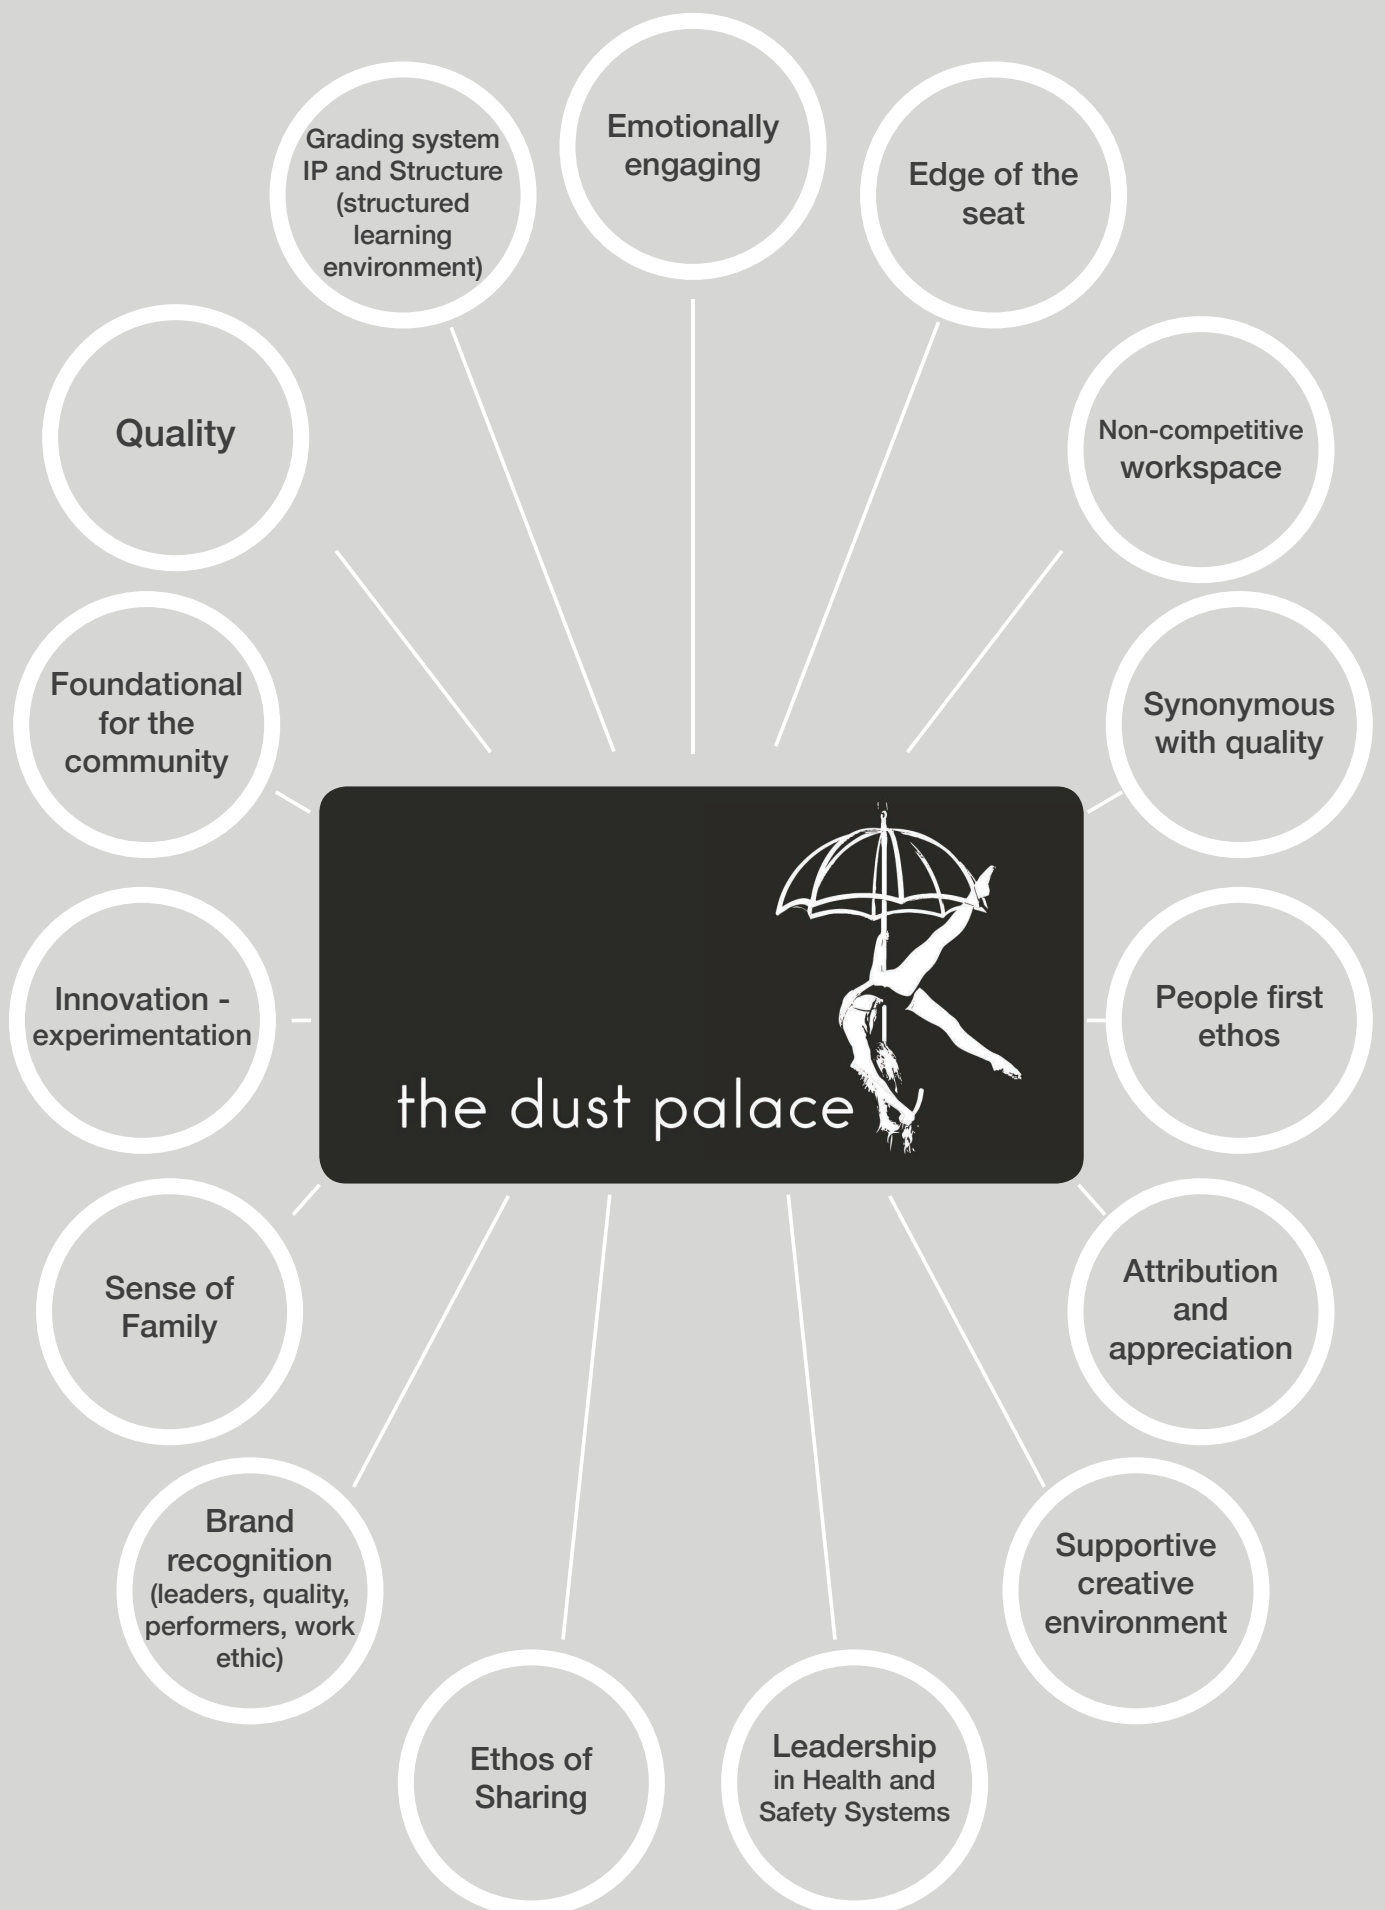 Emotionally
engaging
Grading system
IP and Structure
(structured
learning
environment)
Edge of the
seat
Quality
Non-competitive
workspace
Foundational
for the
community
Synonymous
with quality
Innovation -
experimentation
the dust palace
People first
ethos
Sense of
Family
Attribution
and
appreciation
Brand
recognition
(leaders, quality,
performers, work
ethic)
Supportive
creative
environment
Ethos of
Sharing
Leadership
in Health and
Safety Systems